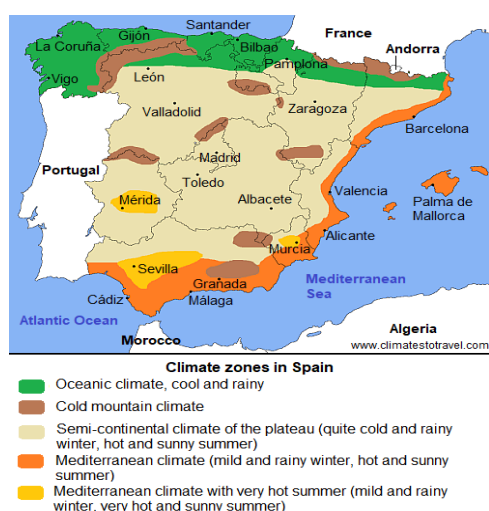 Santander
Gijón
La Coruña
Bilbao
France
Andorra
Vigo
León
Pamplona
Valladolid
Zaragoza
Barcelona
Madrid
Portugal
Toledo
Mérida
Albacete
Valencia
Palma de
Mallorca
Alicante
Murcia
Sevilla
Granada
Mediterranean
Sea
Cádiz
Málaga
Atlantic Ocean
Algeria
Morocco
www.climatestotravel.com
Climate zones in Spain
Oceanic climate, cool and rainy
Cold mountain climate
Semi-continental climate of the plateau (quite cold and rainy
winter, hot and sunny summer)
Mediterranean climate (mild and rainy winter, hot and sunny
summer)
Mediterranean climate with very hot summer (mild and rainy
winter, very hot and sunny summer)